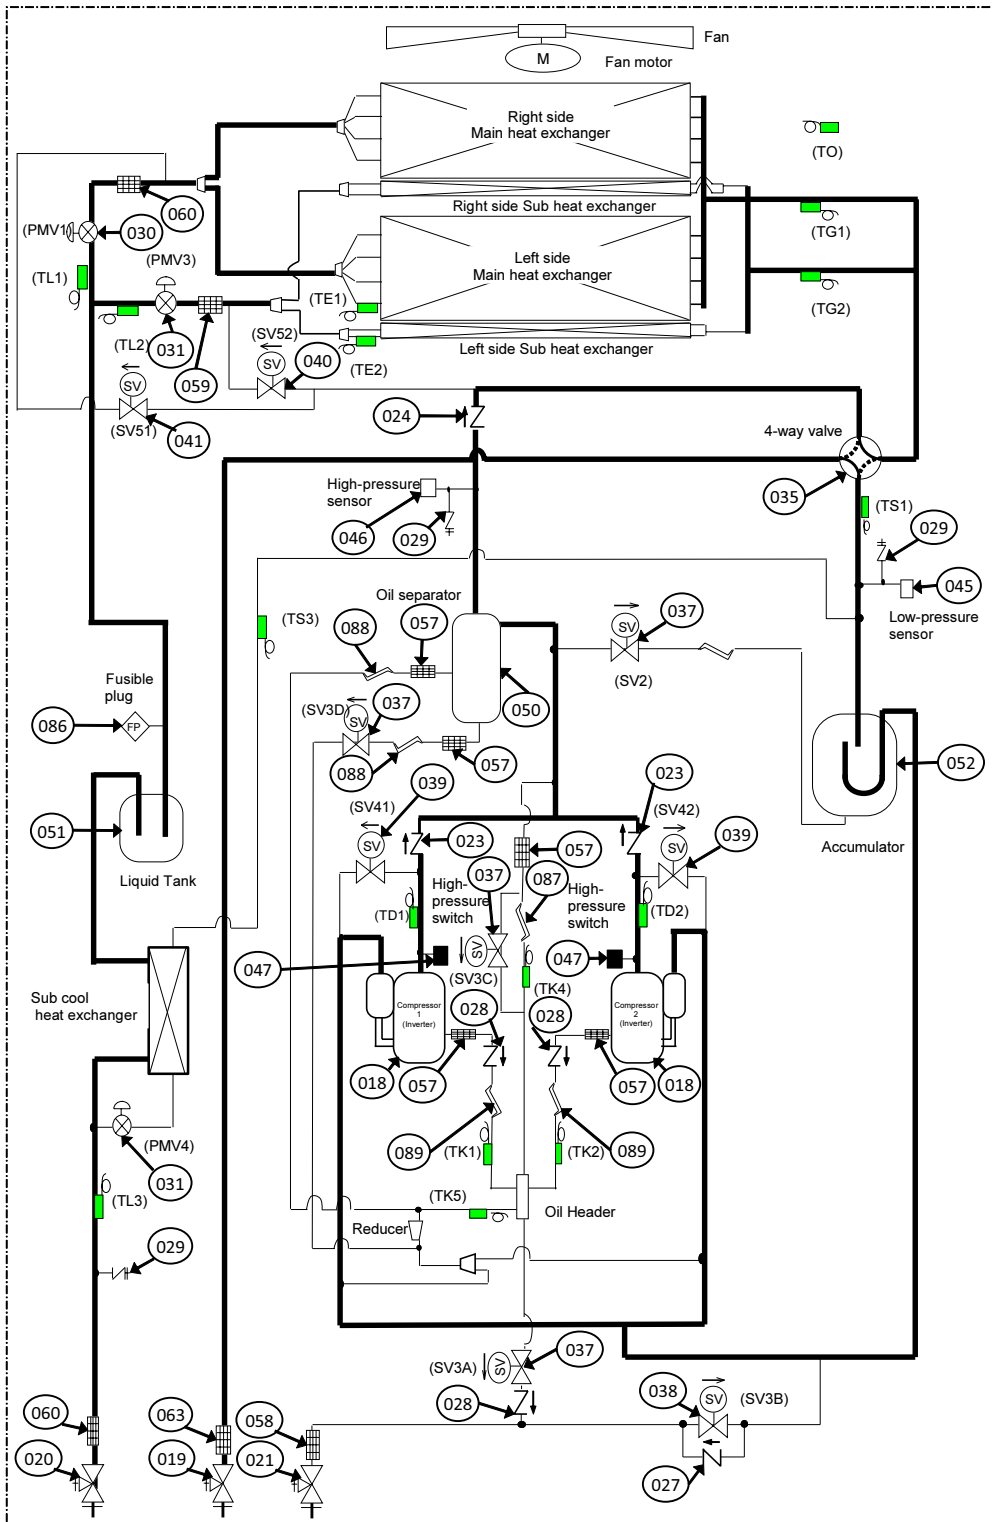 Fan
M
Fan motor
Right side
Main heat exchanger
(TO)
060
Right side Sub heat exchanger
(PMV1)
030
(TG1)
(PMV3)
Left side
Main heat exchanger
(TL1)
(TE1)
(TG2)
(TL2)
031
(SV52)
Left side Sub heat exchanger
059
SV
040
(TE2)
SV
(SV51)
041
024
4-way valve
High-pressure
sensor
035
(TS1)
046
029
029
045
Low-pressure
sensor
Oil separator
(TS3)
088
057
037
SV
(SV2)
Fusible
plug
(SV3D)
SV
037
050
086
FP
088
057
052
023
(SV41)
039
(SV42)
051
SV
023
057
SV
039
Accumulator
Liquid Tank
037
087
High-
pressure
switch
High-
pressure
switch
(TD1)
(TD2)
SV
047
(SV3C)
047
(TK4)
Sub cool
heat exchanger
Compressor
1
(Inverter)
028
028
Compressor
2
(Inverter)
018
057
057
018
(PMV4)
089
(TK1)
(TK2)
089
031
(TL3)
(TK5)
Oil Header
Reducer
029
037
(SV3A)
SV
038
SV
(SV3B)
028
060
063
058
020
019
021
027